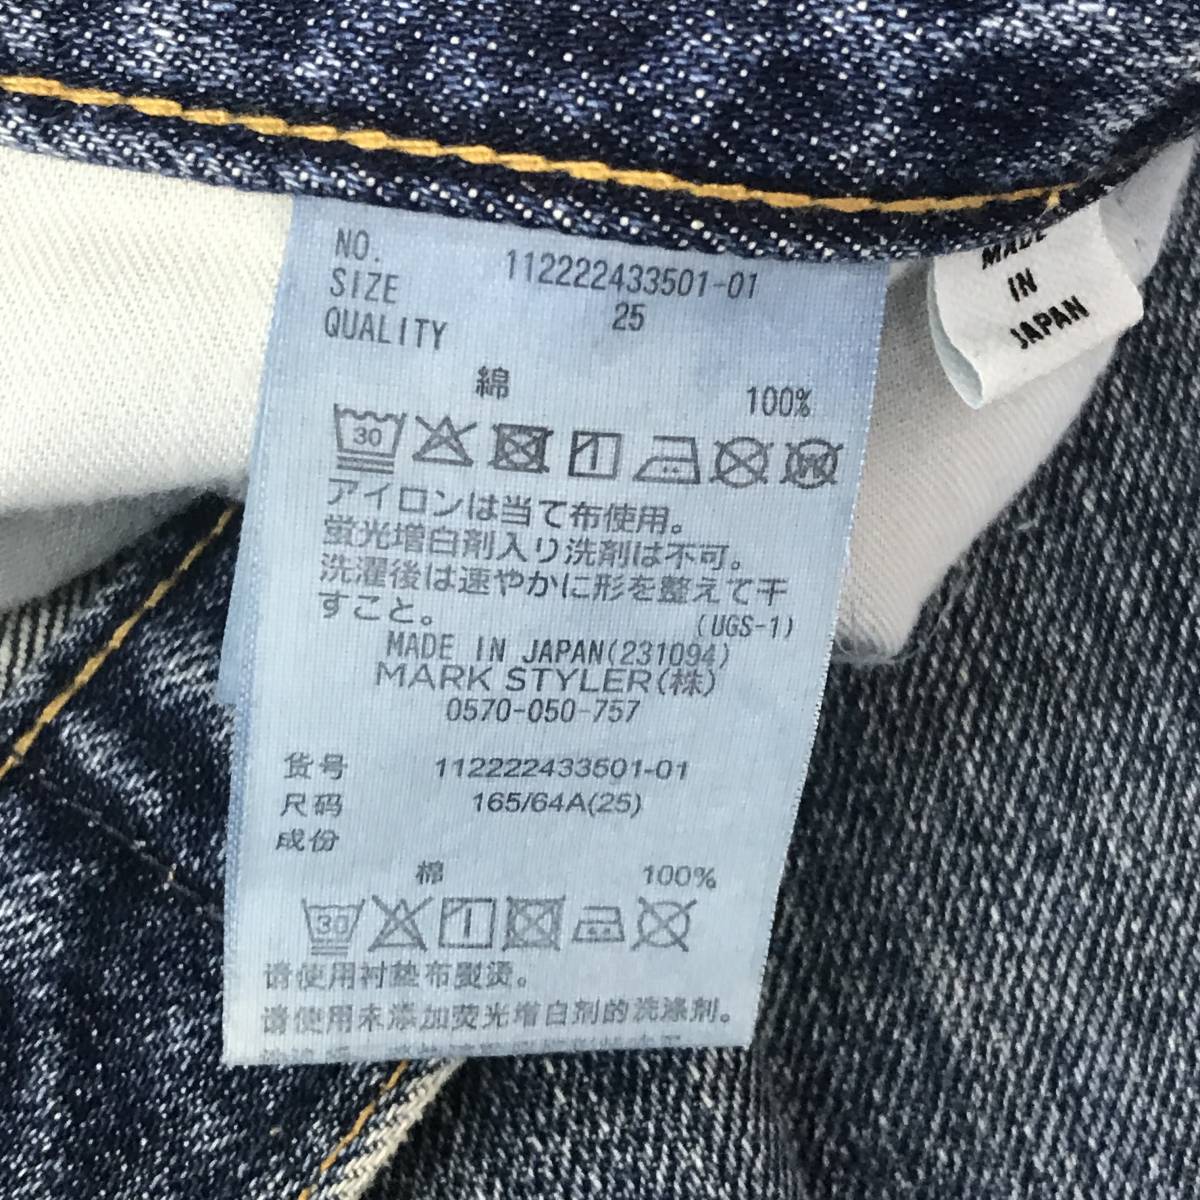 NO. 112222433501-01
SIZE 25
QUALITY
綿 100%
30
アイロンは当て布使用。
蛍光増白剤入り洗剤は不可。
洗濯後は速やかに形を整えて干
すこと。
(UGS-1)
MADE IN JAPAN(231094)
MARK STYLER(株)
0570-050-757
货号 112222433501-01
尺码 165/64A(25)
成份
棉 100%
30
请使用衬垫布熨烫。
请使用未添加荧光增白剂的洗涤剂。
MADE
IN
JAPAN